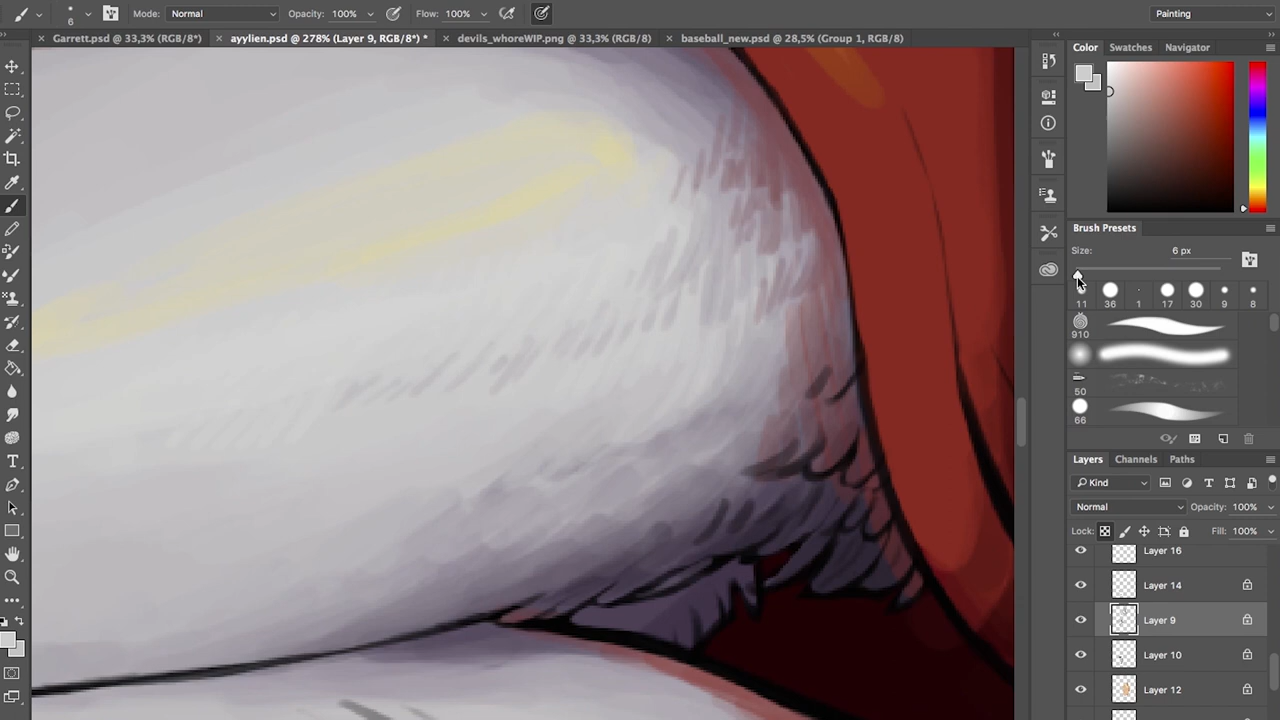 6 Mode: Normal Opacity: 100% Flow: 100% Painting
Garrett.psd @ 33,3% (RGB/8*) ayylien.psd @ 278% (Layer 9, RGB/8*) * devils_whoreWIP.png @ 33,3% (RGB/8) baseball_new.psd @ 28,5% (Group 1, RGB/8)
Color Swatches Navigator
Brush Presets
Size: 6 px
11 36 1 17 30 9 8
910
50
66
Layers Channels Paths
Kind
Normal Opacity: 100%
Lock: Fill: 100%
Layer 16
Layer 14
Layer 9
Layer 10
Layer 12